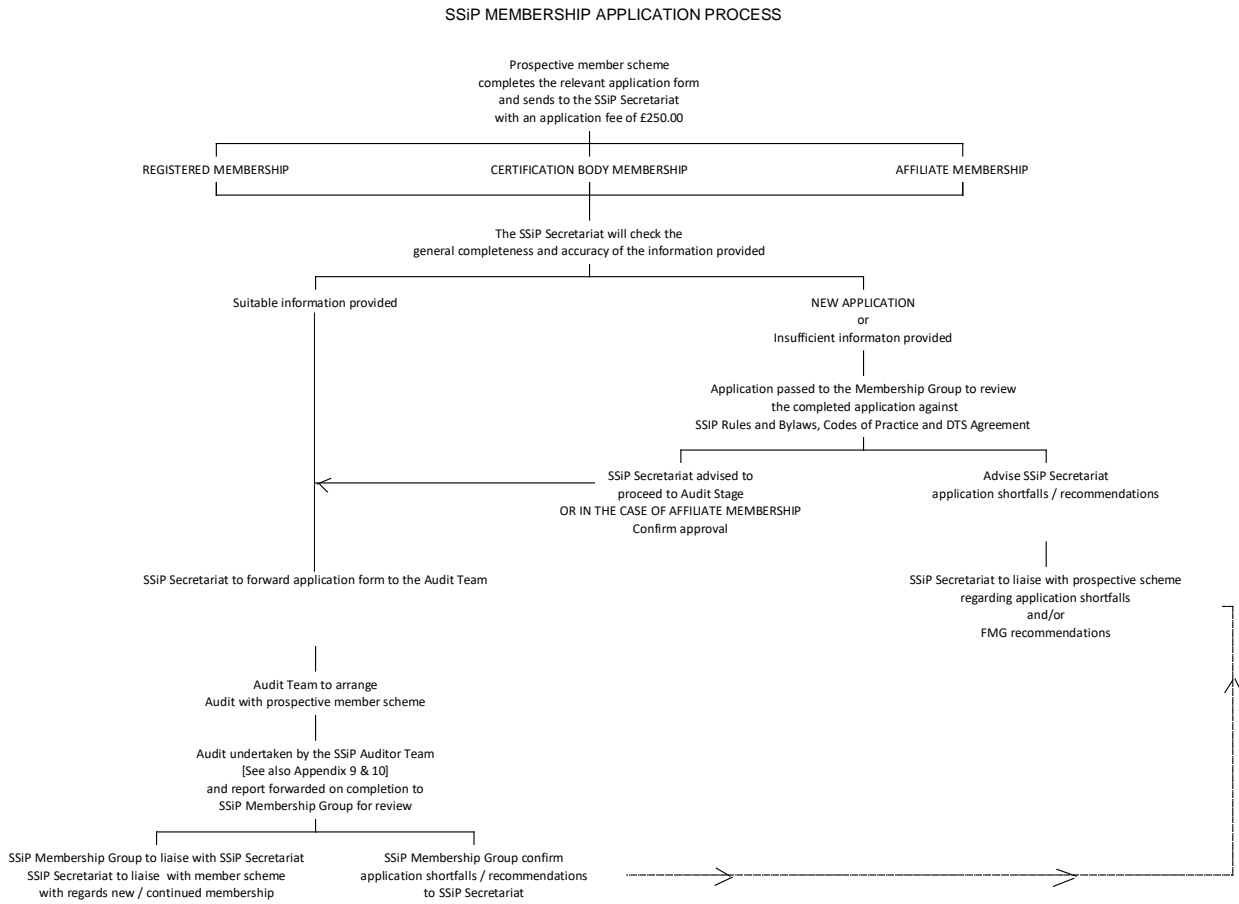 SSiP MEMBERSHIP APPLICATION PROCESS
Prospective member scheme
completes the relevant application form
and sends to the SSiP Secretariat
with an application fee of £250.00
REGISTERED MEMBERSHIP
CERTIFICATION BODY MEMBERSHIP
AFFILIATE MEMBERSHIP
The SSiP Secretariat will check the
general completeness and accuracy of the information provided
Suitable information provided
NEW APPLICATION
or
Insufficient informaton provided
Application passed to the Membership Group to review
the completed application against
SSIP Rules and Bylaws, Codes of Practice and DTS Agreement
SSiP Secretariat advised to
proceed to Audit Stage
OR IN THE CASE OF AFFILIATE MEMBERSHIP
Confirm approval
Advise SSiP Secretariat
application shortfalls / recommendations
SSiP Secretariat to forward application form to the Audit Team
SSiP Secretariat to liaise with prospective scheme
regarding application shortfalls
and/or
FMG recommendations
Audit Team to arrange
Audit with prospective member scheme
Audit undertaken by the SSiP Auditor Team
[See also Appendix 9 & 10]
and report forwarded on completion to
SSiP Membership Group for review
SSiP Membership Group to liaise with SSiP Secretariat
SSIP Secretariat to liaise with member scheme
with regards new / continued membership
SSiP Membership Group confirm
application shortfalls / recommendations
to SSiP Secretariat